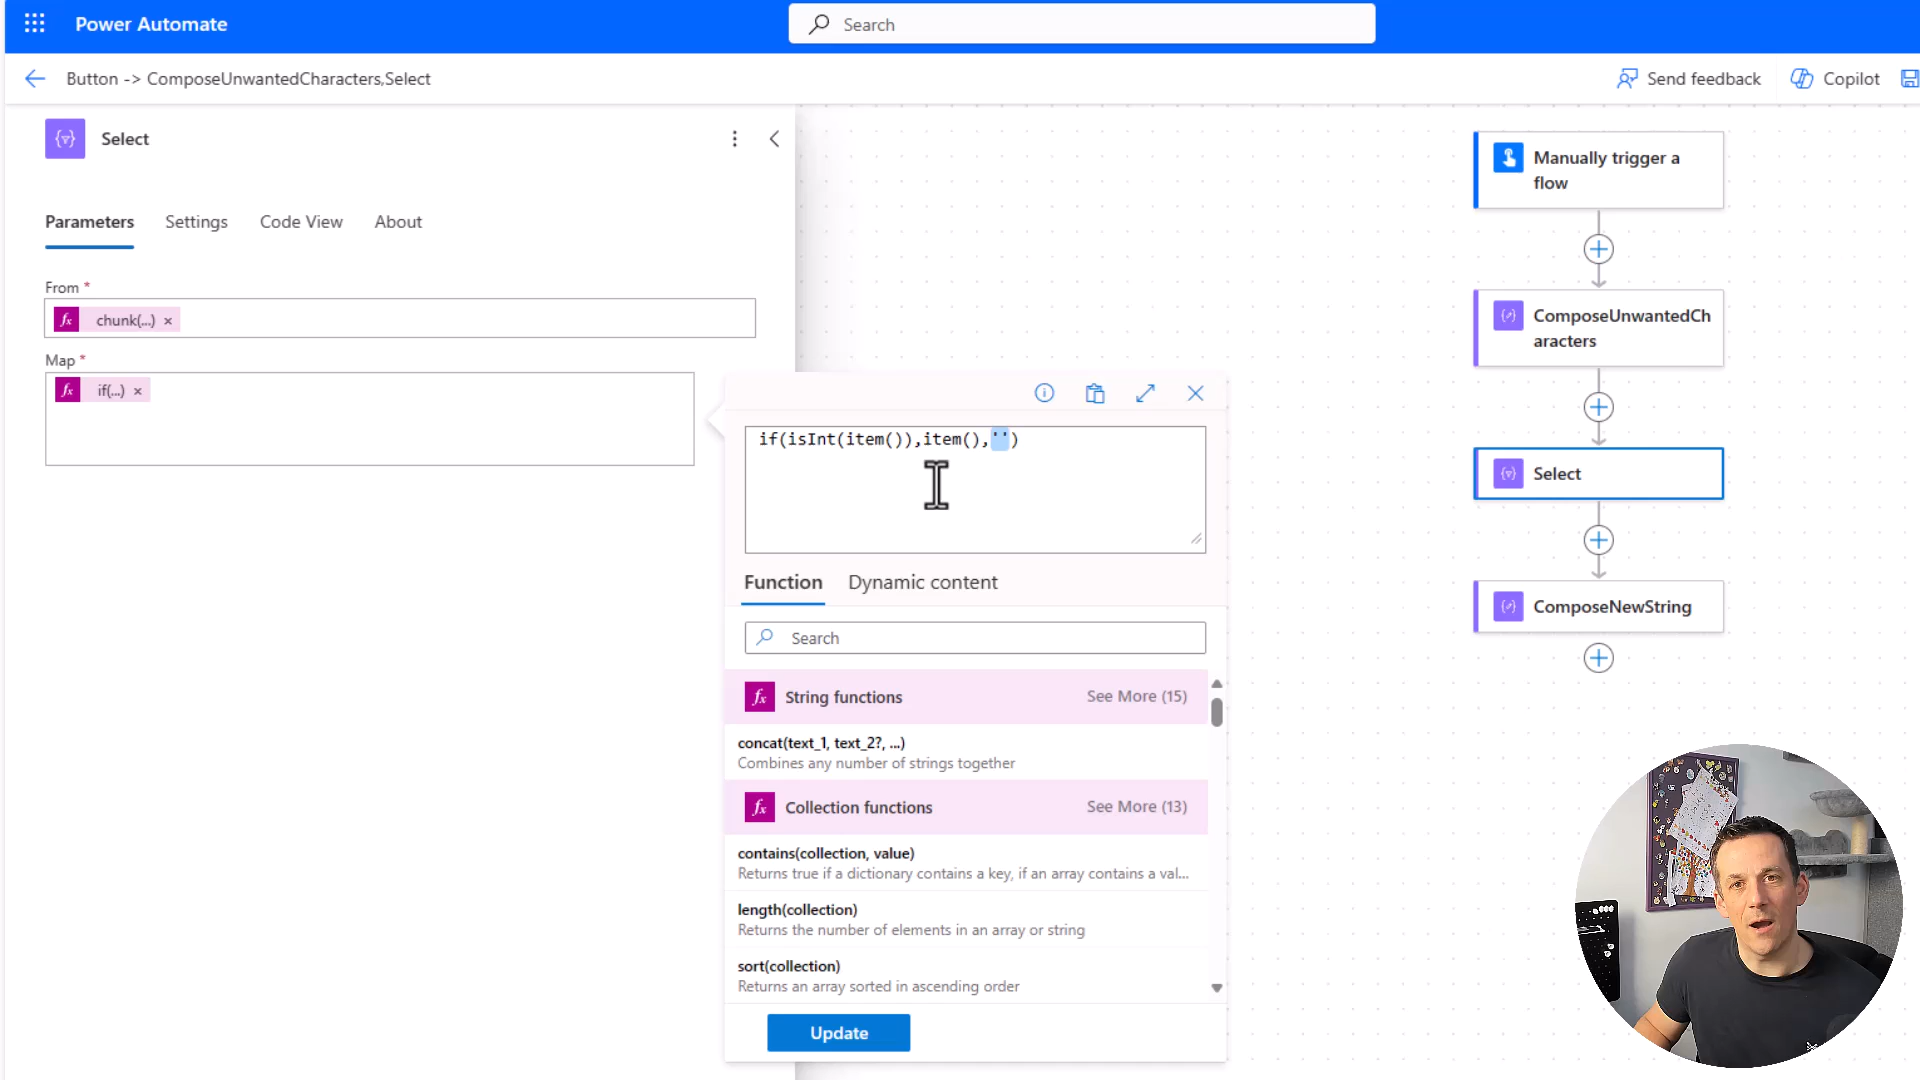 Power Automate
Search
Button -> ComposeUnwantedCharacters,Select
Send feedback
Copilot
Select
Parameters
Settings
Code View
About
From *
fx chunk(...) ×
Map *
fx if(...) ×
if(isInt(item()),item(),'')
Function
Dynamic content
Search
fx String functions
See More (15)
concat(text_1, text_2?, ...)
Combines any number of strings together
fx Collection functions
See More (13)
contains(collection, value)
Returns true if a dictionary contains a key, if an array contains a val...
length(collection)
Returns the number of elements in an array or string
sort(collection)
Returns an array sorted in ascending order
Update
Manually trigger a
flow
ComposeUnwantedCh
aracters
Select
ComposeNewString